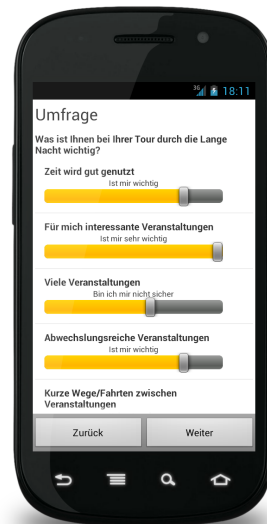 3G 18:11
Umfrage
Was ist Ihnen bei Ihrer Tour durch die Lange
Nacht wichtig?
Zeit wird gut genutzt
Ist mir wichtig
Für mich interessante Veranstaltungen
Ist mir sehr wichtig
Viele Veranstaltungen
Bin ich mir nicht sicher
Abwechslungsreiche Veranstaltungen
Ist mir wichtig
Kurze Wege/Fahrten zwischen
Veranstaltungen
Zurück Weiter